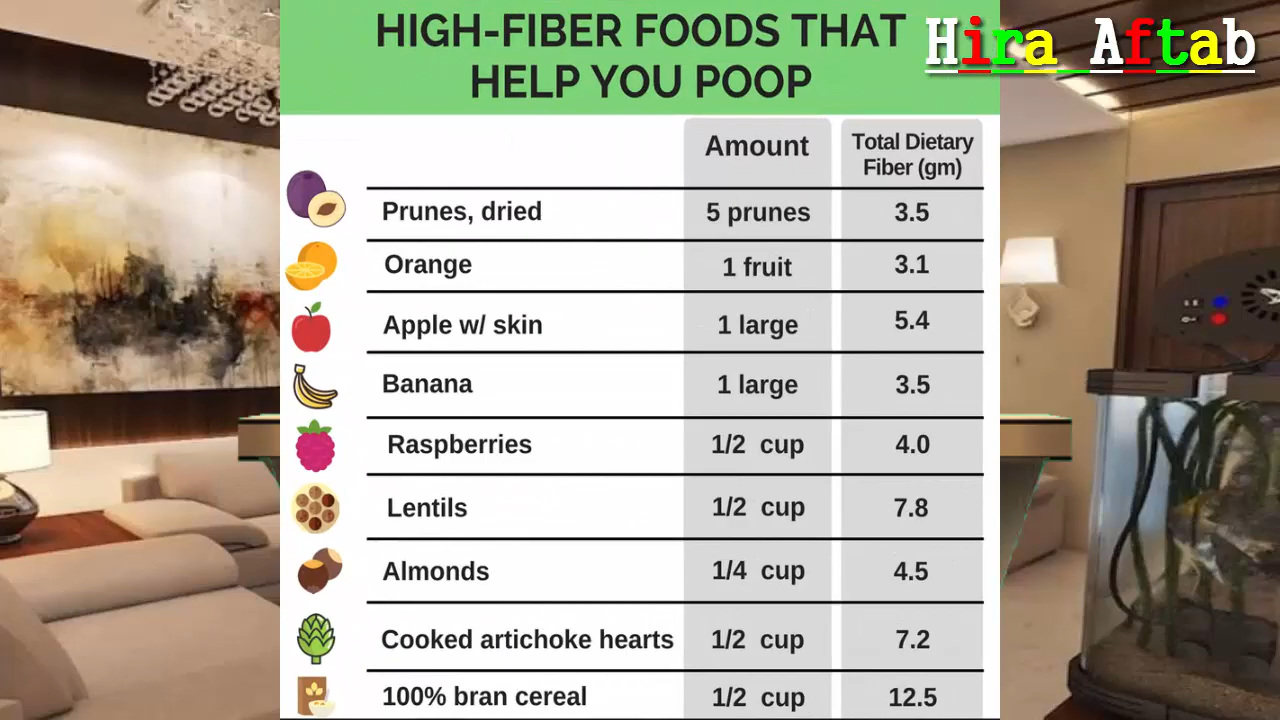 HIGH-FIBER FOODS THAT
HELP YOU POOP
Hira Aftab
Amount
Total Dietary
Fiber (gm)
Prunes, dried 5 prunes 3.5
Orange 1 fruit 3.1
Apple w/ skin 1 large 5.4
Banana 1 large 3.5
Raspberries 1/2 cup 4.0
Lentils 1/2 cup 7.8
Almonds 1/4 cup 4.5
Cooked artichoke hearts 1/2 cup 7.2
100% bran cereal 1/2 cup 12.5